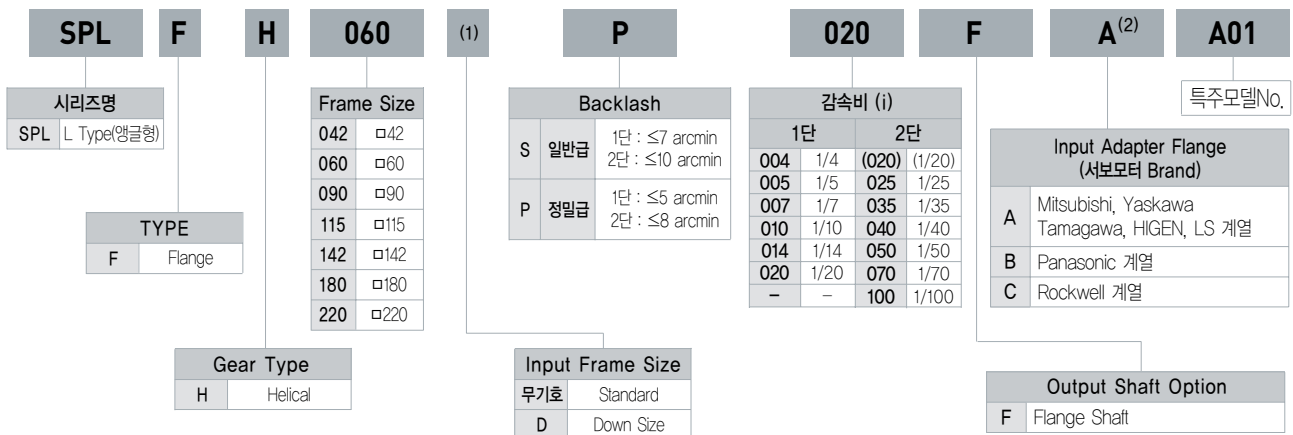 SPL F H 060 (1) P 020 F A(2) A01
시리즈명
SPL L Type(앵글형)
TYPE
F Flange
Gear Type
H Helical
Frame Size
042 □42
060 □60
090 □90
115 □115
142 □142
180 □180
220 □220
Input Frame Size
무기호 Standard
D Down Size
Backlash
S 일반급 1단 : ≤7 arcmin
2단 : ≤10 arcmin
P 정밀급 1단 : ≤5 arcmin
2단 : ≤8 arcmin
감속비 (i)
1단 2단
004 1/4 (020) (1/20)
005 1/5 025 1/25
007 1/7 035 1/35
010 1/10 040 1/40
014 1/14 050 1/50
020 1/20 070 1/70
– – 100 1/100
Output Shaft Option
F Flange Shaft
Input Adapter Flange
(서보모터 Brand)
A Mitsubishi, Yaskawa
Tamagawa, HIGEN, LS 계열
B Panasonic 계열
C Rockwell 계열
특주모델No.